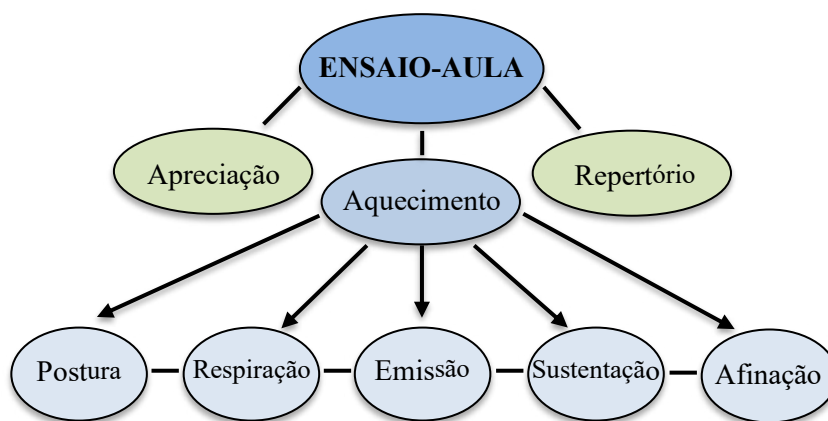 ENSAIO-AULA
Apreciação
Repertório
Aquecimento
Postura
Respiração
Emissão
Sustentação
Afinação